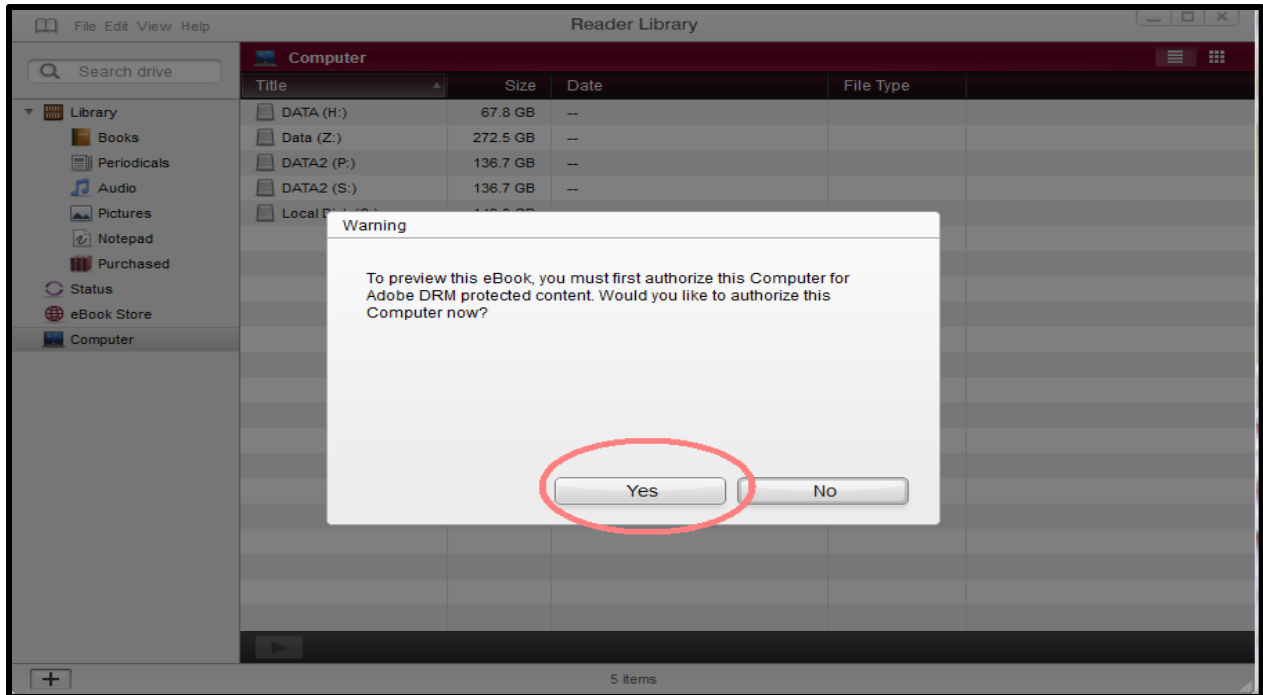 File Edit View Help
Reader Library
Search drive
Computer
Title Size Date File Type
Library
Books
Periodicals
Audio
Pictures
Notepad
Purchased
Status
eBook Store
Computer
DATA (H:) 67.8 GB --
Data (Z:) 272.5 GB --
DATA2 (P:) 136.7 GB --
DATA2 (S:) 136.7 GB --
Local
Warning
To preview this eBook, you must first authorize this Computer for
Adobe DRM protected content. Would you like to authorize this
Computer now?
Yes No
5 items